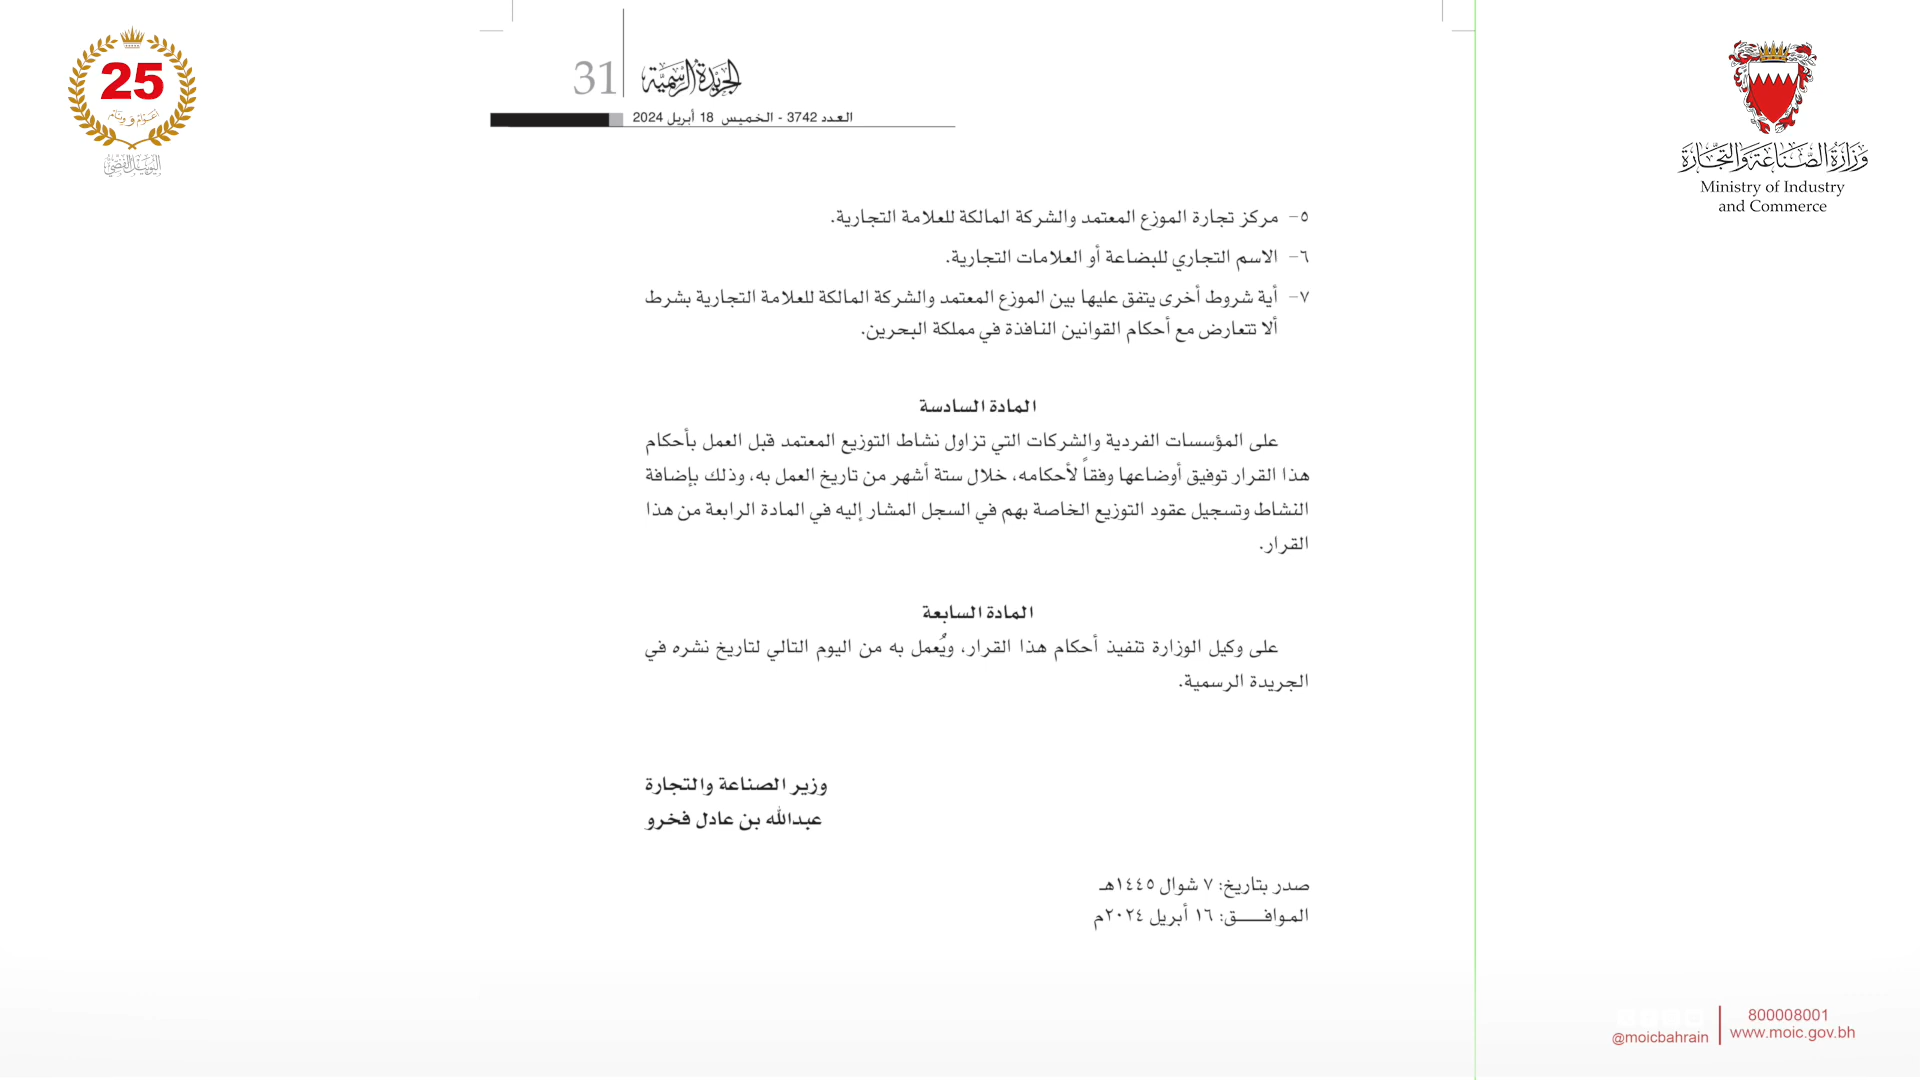 25
أعوام و وئام
اليوبيل الفضي
31
الجريدة الرسمية
العدد 3742 - الخميس 18 أبريل 2024
وزارة الصناعة والتجارة
Ministry of Industry
and Commerce
٥- مركز تجارة الموزع المعتمد والشركة المالكة للعلامة التجارية.
٦- الاسم التجاري للبضاعة أو العلامات التجارية.
٧- أية شروط أخرى يتفق عليها بين الموزع المعتمد والشركة المالكة للعلامة التجارية بشرط
ألا تتعارض مع أحكام القوانين النافذة في مملكة البحرين.
المادة السادسة
على المؤسسات الفردية والشركات التي تزاول نشاط التوزيع المعتمد قبل العمل بأحكام
هذا القرار توفيق أوضاعها وفقاً لأحكامه، خلال ستة أشهر من تاريخ العمل به، وذلك بإضافة
النشاط وتسجيل عقود التوزيع الخاصة بهم في السجل المشار إليه في المادة الرابعة من هذا
القرار.
المادة السابعة
على وكيل الوزارة تنفيذ أحكام هذا القرار، ويُعمل به من اليوم التالي لتاريخ نشره في
الجريدة الرسمية.
وزير الصناعة والتجارة
عبدالله بن عادل فخرو
صدر بتاريخ: ٧ شوال ١٤٤٥هـ
الموافـــــق: ١٦ أبريل ٢٠٢٤م
@moicbahrain
800008001
www.moic.gov.bh